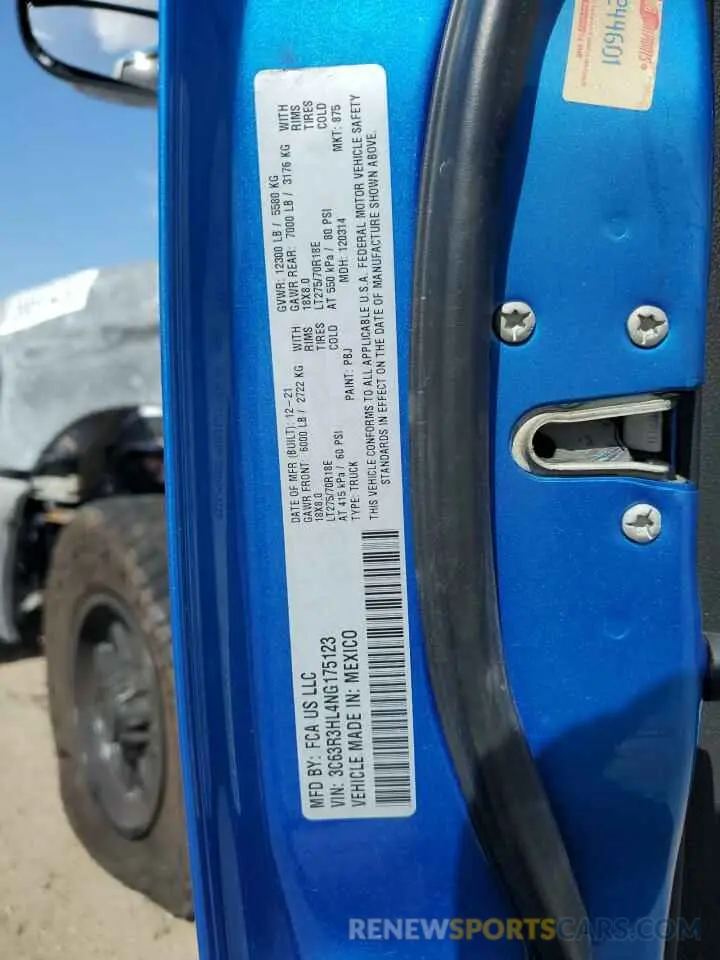 MFD BY: FCA US LLC
VIN: 3C63R3HL4NG175123
VEHICLE MADE IN: MEXICO
DATE OF MFR (BUILT): 12-21
GVWR: 12300 LB / 5580 KG
GAWR FRONT: 6000 LB / 2722 KG WITH
18X8.0 RIMS
LT275/70R18E TIRES
AT 415 kPa / 60 PSI COLD
GAWR REAR: 7000 LB / 3176 KG WITH
18X8.0 RIMS
LT275/70R18E TIRES
AT 550 kPa / 80 PSI COLD
TYPE: TRUCK PAINT: PBJ MDH: 120314 MKT: 875
THIS VEHICLE CONFORMS TO ALL APPLICABLE U.S.A. FEDERAL MOTOR VEHICLE SAFETY
STANDARDS IN EFFECT ON THE DATE OF MANUFACTURE SHOWN ABOVE.
44601
RENEWSPORTCARS.COM